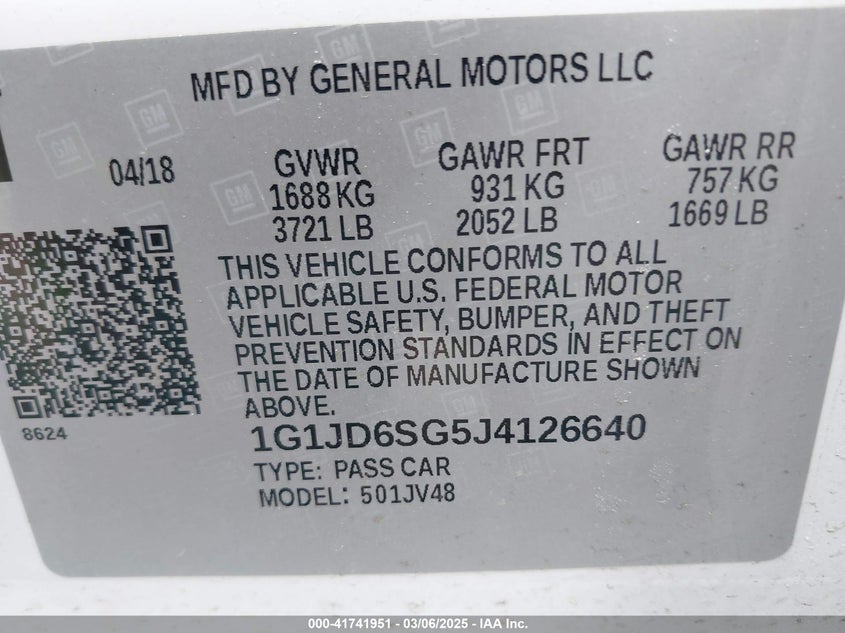 MFD BY GENERAL MOTORS LLC
04/18 GVWR GAWR FRT GAWR RR
1688 KG 931 KG 757 KG
3721 LB 2052 LB 1669 LB
THIS VEHICLE CONFORMS TO ALL
APPLICABLE U.S. FEDERAL MOTOR
VEHICLE SAFETY, BUMPER, AND THEFT
PREVENTION STANDARDS IN EFFECT ON
THE DATE OF MANUFACTURE SHOWN
ABOVE.
8624
1G1JD6SG5J4126640
TYPE: PASS CAR
MODEL: 501JV48
000-41741951 - 03/06/2025 - IAA Inc.